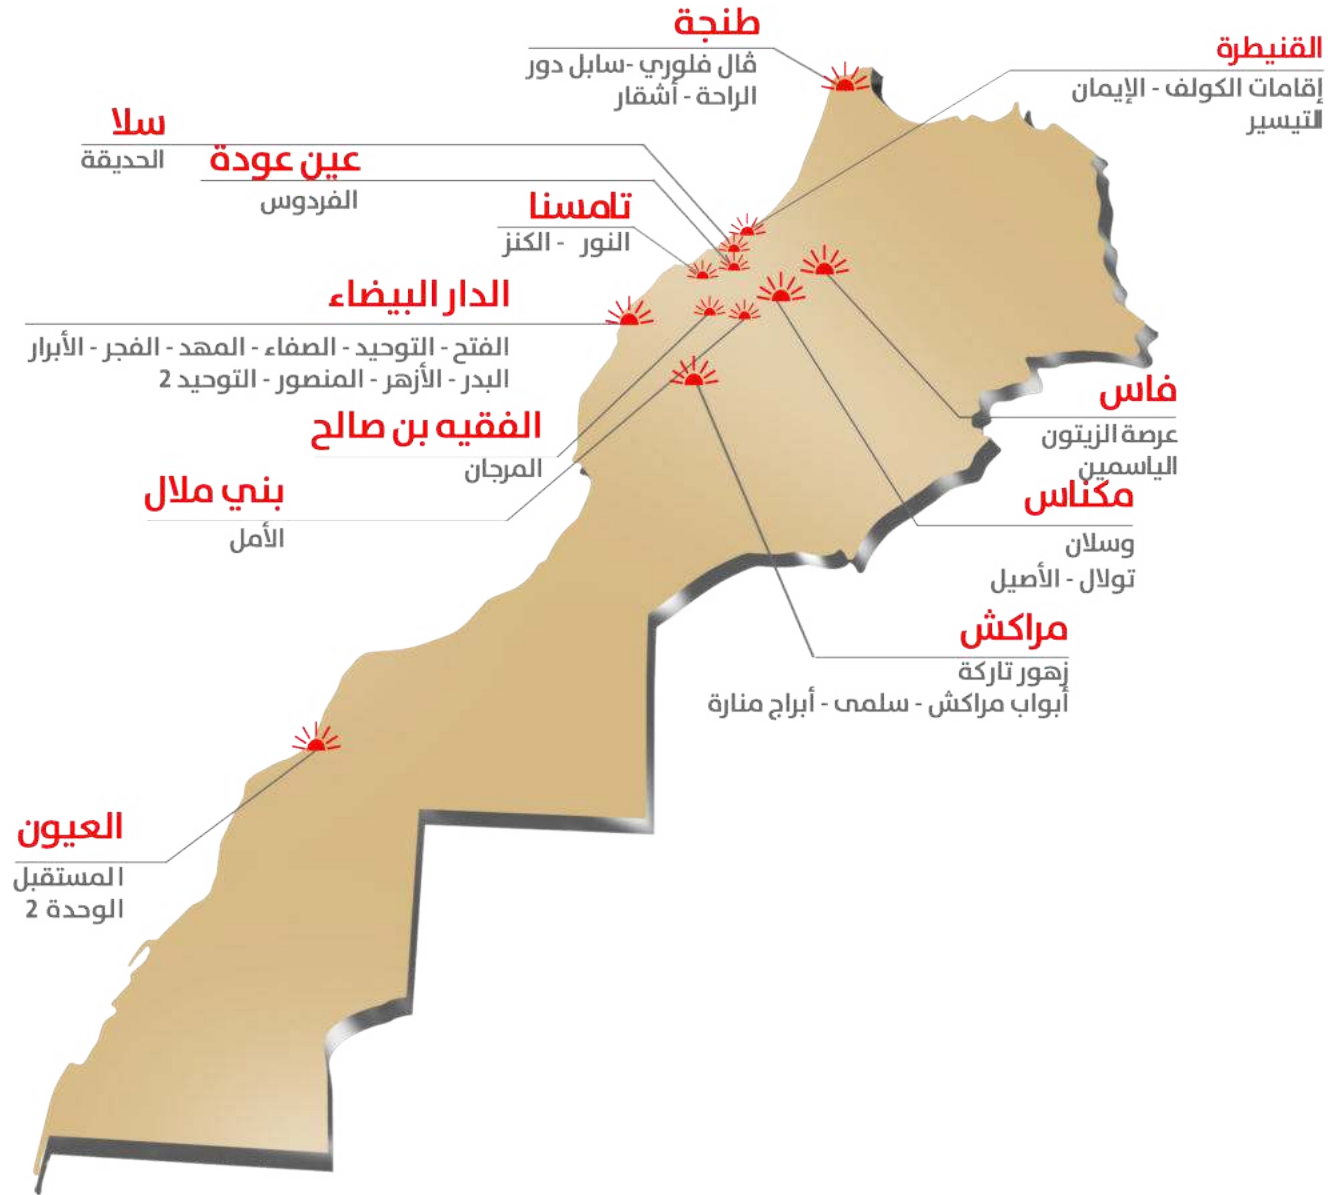 طنجة
ڤال فلوري -سابل دور
الراحة - أشقار
القنيطرة
إقامات الكولف - الإيمان
التيسير
سلا
الحديقة
عين عودة
الفردوس
تامسنا
النور - الكنز
الدار البيضاء
الفتح - التوحيد - الصفاء - المهد - الفجر - الأبرار
البدر - الأزهر - المنصور - التوحيد 2
فاس
عرصة الزيتون
الياسمين
الفقيه بن صالح
المرجان
بني ملال
الأمل
مكناس
وسلان
تولال - الأصيل
مراكش
زهور تاركة
أبواب مراكش - سلمى - أبراج منارة
العيون
المستقبل
الوحدة 2